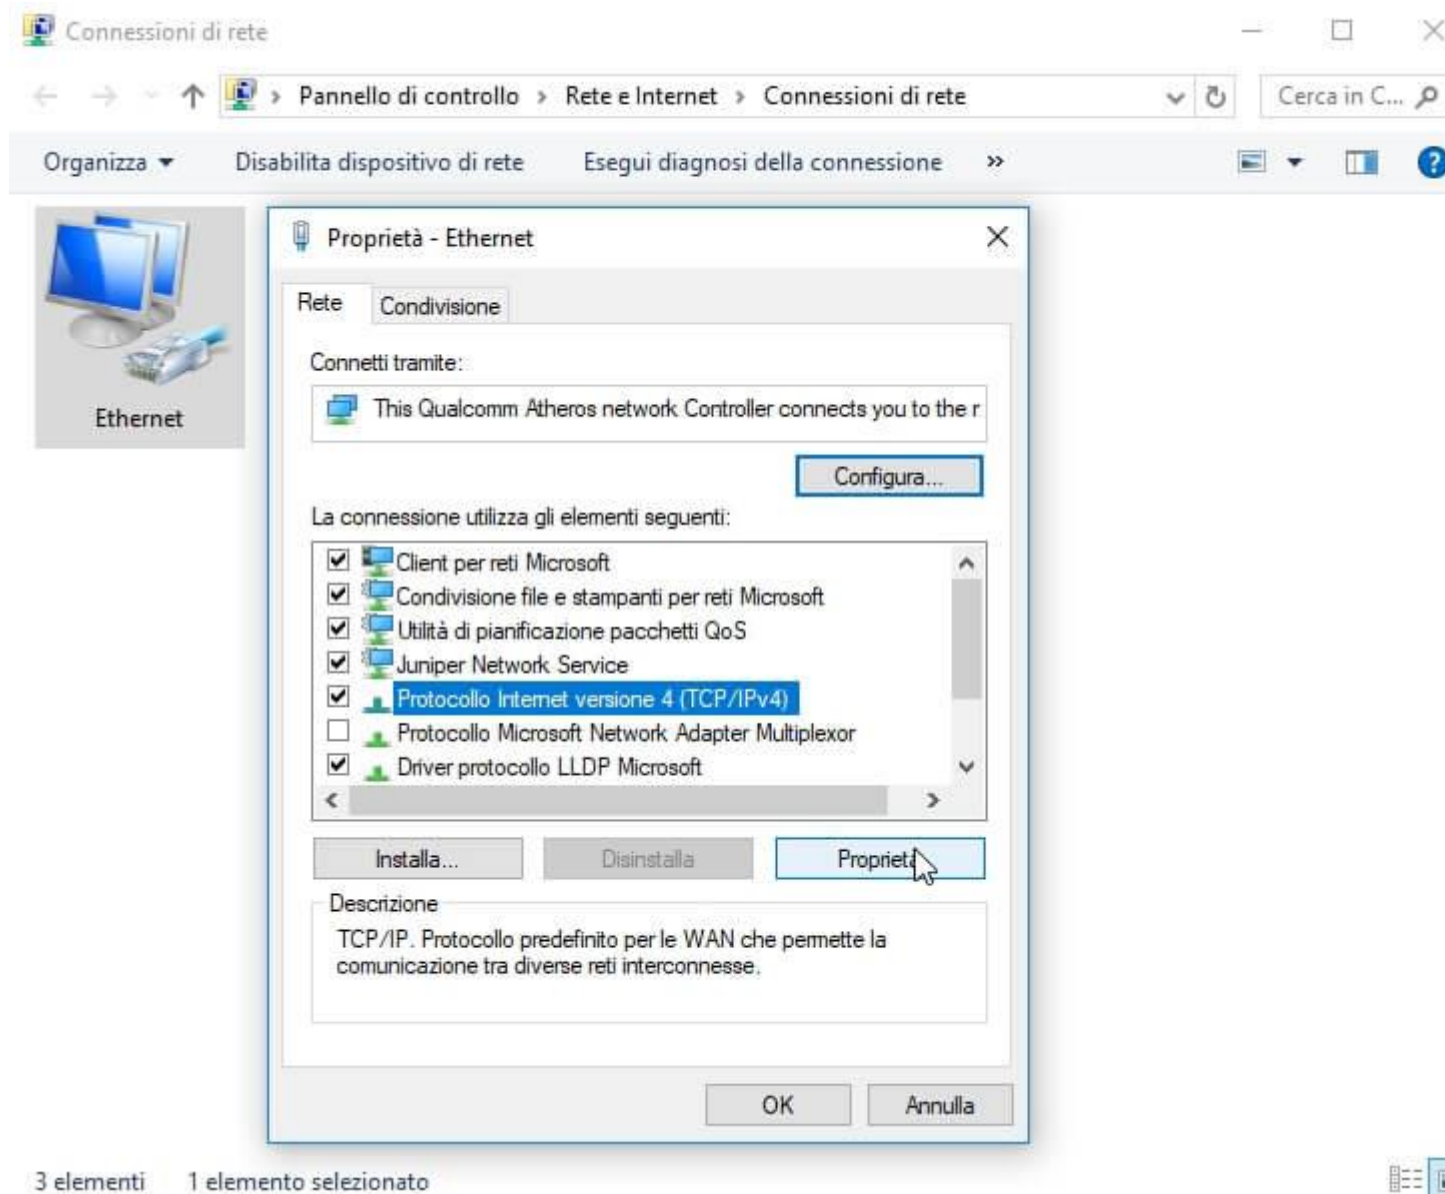 Connessioni di rete
Pannello di controllo > Rete e Internet > Connessioni di rete
Cerca in C...
Organizza
Disabilita dispositivo di rete
Esegui diagnosi della connessione
»
?
Ethernet
Proprietà - Ethernet
Rete
Condivisione
Connetti tramite:
This Qualcomm Atheros network Controller connects you to the r
Configura...
La connessione utilizza gli elementi seguenti:
Client per reti Microsoft
Condivisione file e stampanti per reti Microsoft
Utilità di pianificazione pacchetti QoS
Juniper Network Service
Protocollo Internet versione 4 (TCP/IPv4)
Protocollo Microsoft Network Adapter Multiplexor
Driver protocollo LLDP Microsoft
Installa...
Disinstalla
Proprietà
Descrizione
TCP/IP. Protocollo predefinito per le WAN che permette la
comunicazione tra diverse reti interconnesse.
OK
Annulla
3 elementi
1 elemento selezionato